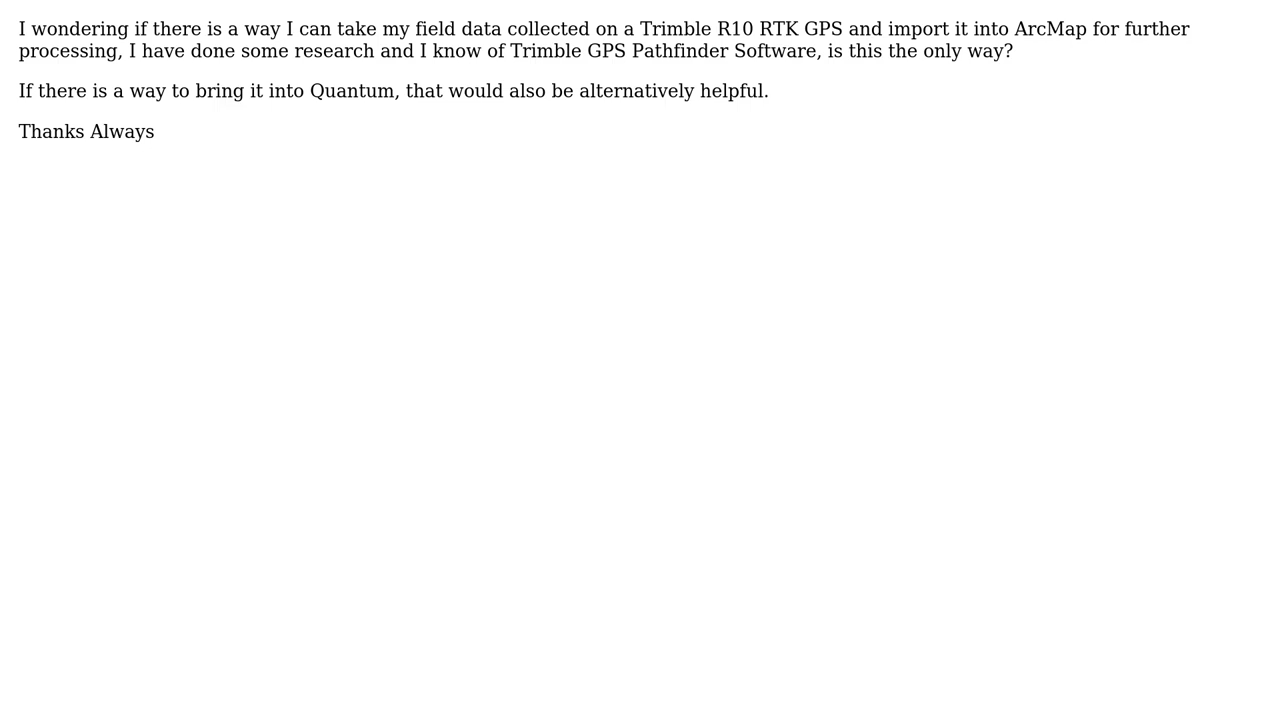 I wondering if there is a way I can take my field data collected on a Trimble R10 RTK GPS and import it into ArcMap for further
processing, I have done some research and I know of Trimble GPS Pathfinder Software, is this the only way?
If there is a way to bring it into Quantum, that would also be alternatively helpful.
Thanks Always